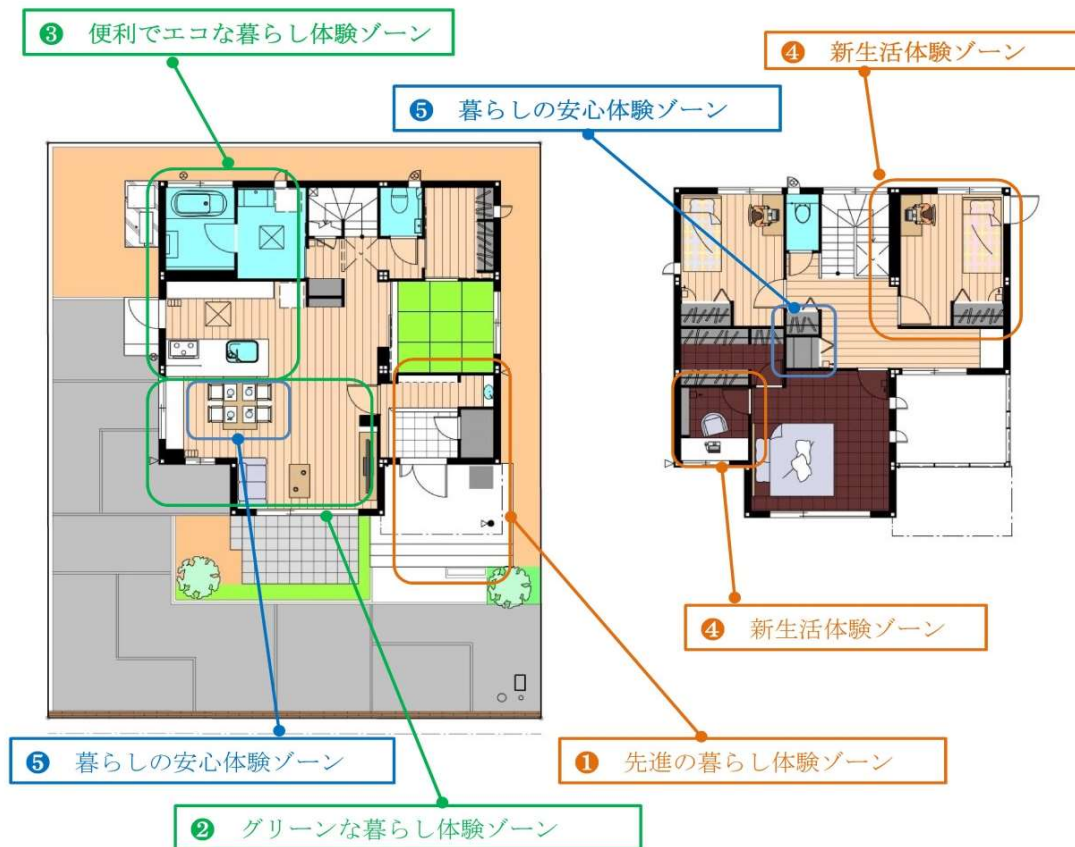 ❸ 便利でエコな暮らし体験ゾーン
❹ 新生活体験ゾーン
❺ 暮らしの安心体験ゾーン
❹ 新生活体験ゾーン
❺ 暮らしの安心体験ゾーン
❶ 先進の暮らし体験ゾーン
❷ グリーンな暮らし体験ゾーン